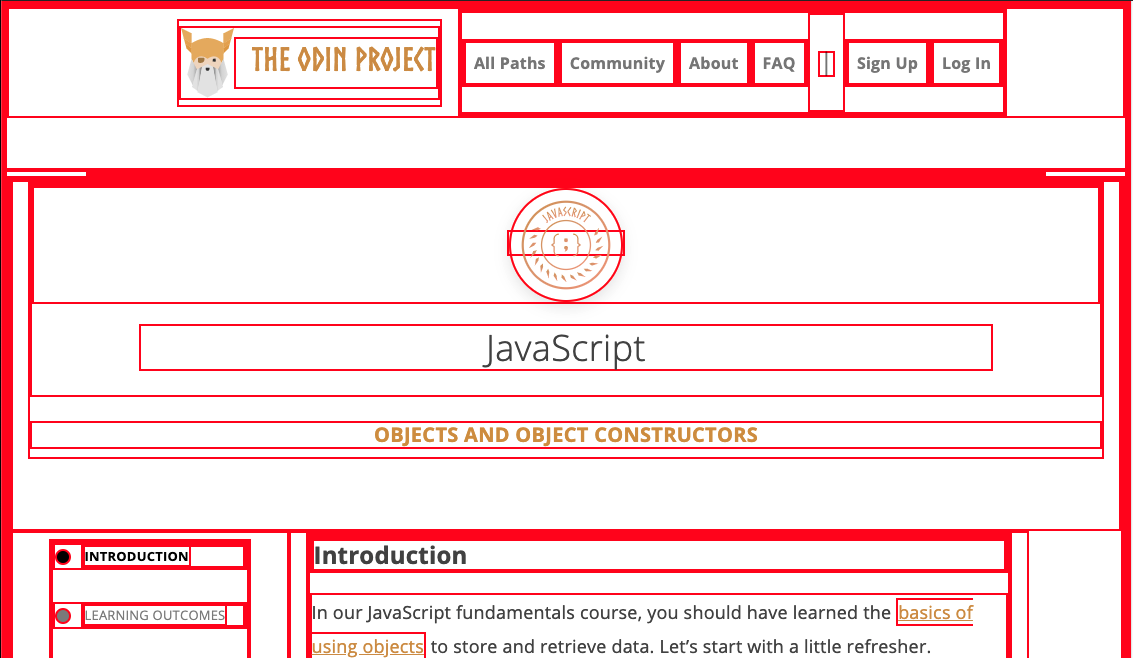 THE ODIN PROJECT
All Paths
Community
About
FAQ
Sign Up
Log In
JAVASCRIPT
{ ; }
JavaScript
OBJECTS AND OBJECT CONSTRUCTORS
INTRODUCTION
LEARNING OUTCOMES
Introduction
In our JavaScript fundamentals course, you should have learned the basics of
using objects to store and retrieve data. Let’s start with a little refresher.